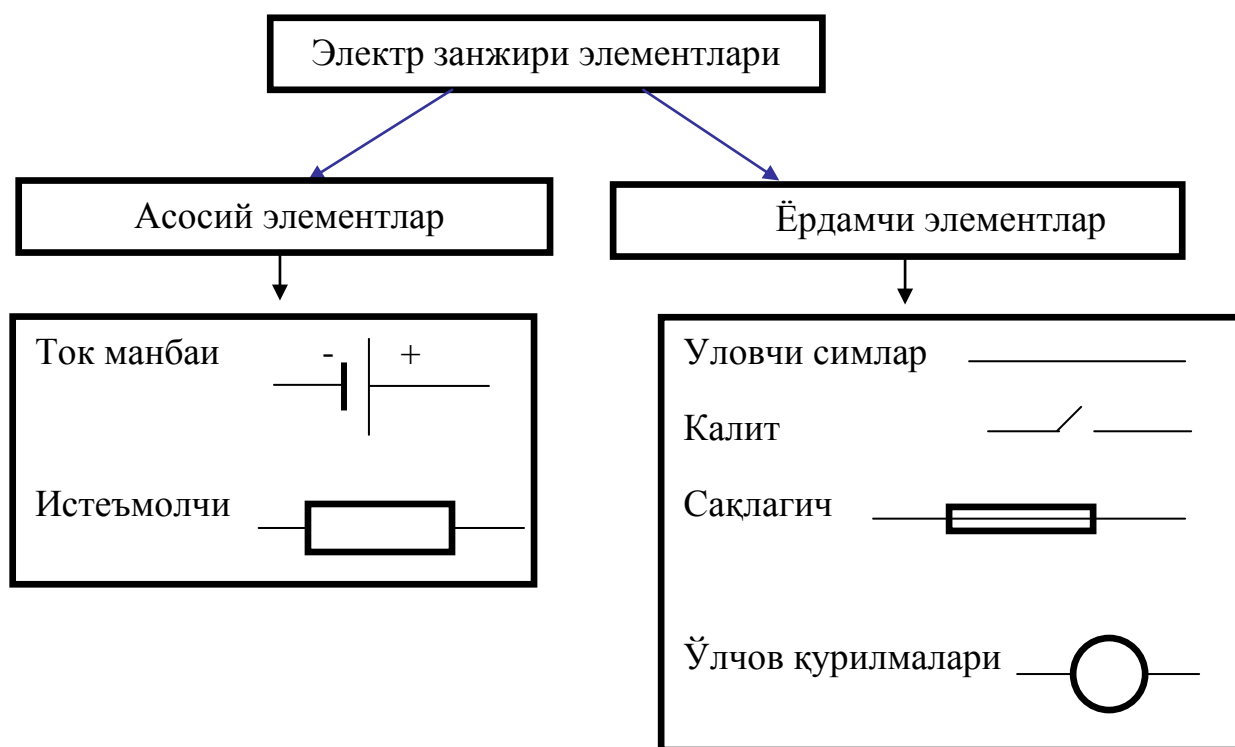 Электр занжири элементлари
Асосий элементлар
Ёрдамчи элементлар
Ток манбаи - +
Истеъмолчи
Уловчи симлар
Калит
Сақлагич
Ўлчов қурилмалари